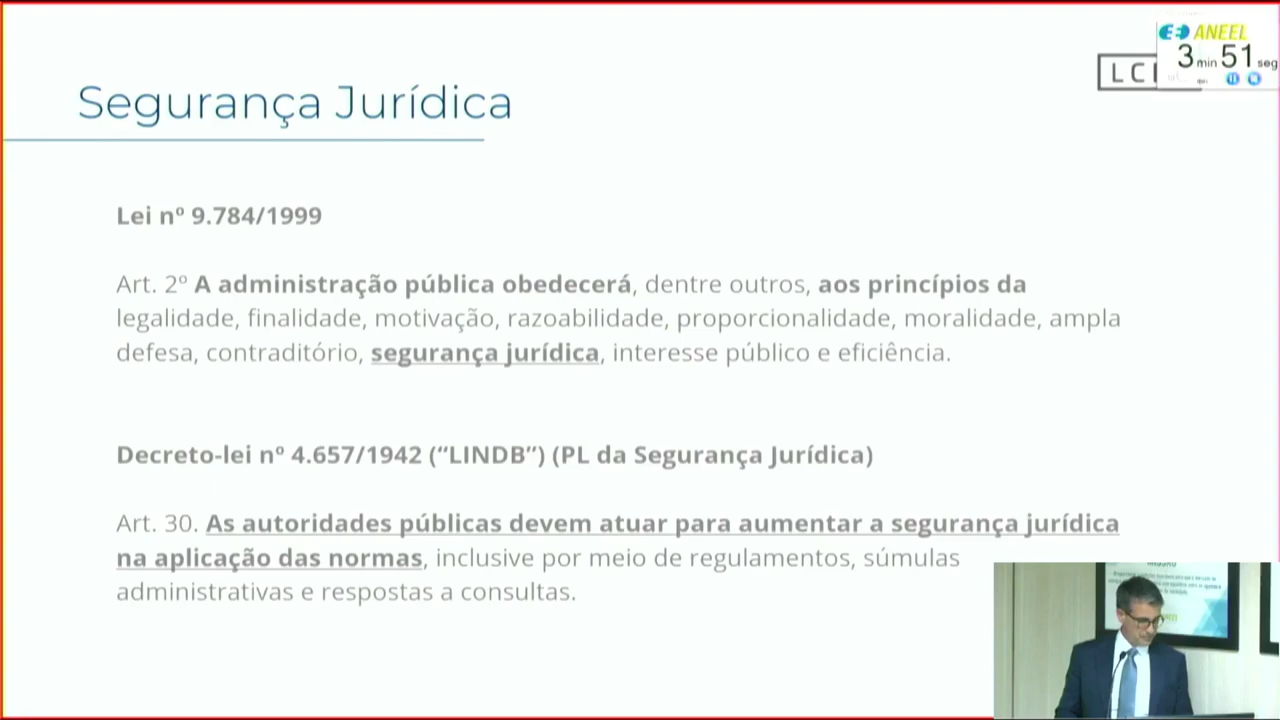 ANEEL
3 min 51 seg
LC
Segurança Jurídica
Lei nº 9.784/1999
Art. 2º A administração pública obedecerá, dentre outros, aos princípios da
legalidade, finalidade, motivação, razoabilidade, proporcionalidade, moralidade, ampla
defesa, contraditório, segurança jurídica, interesse público e eficiência.
Decreto-lei nº 4.657/1942 (“LINDB”) (PL da Segurança Jurídica)
Art. 30. As autoridades públicas devem atuar para aumentar a segurança jurídica
na aplicação das normas, inclusive por meio de regulamentos, súmulas
administrativas e respostas a consultas.